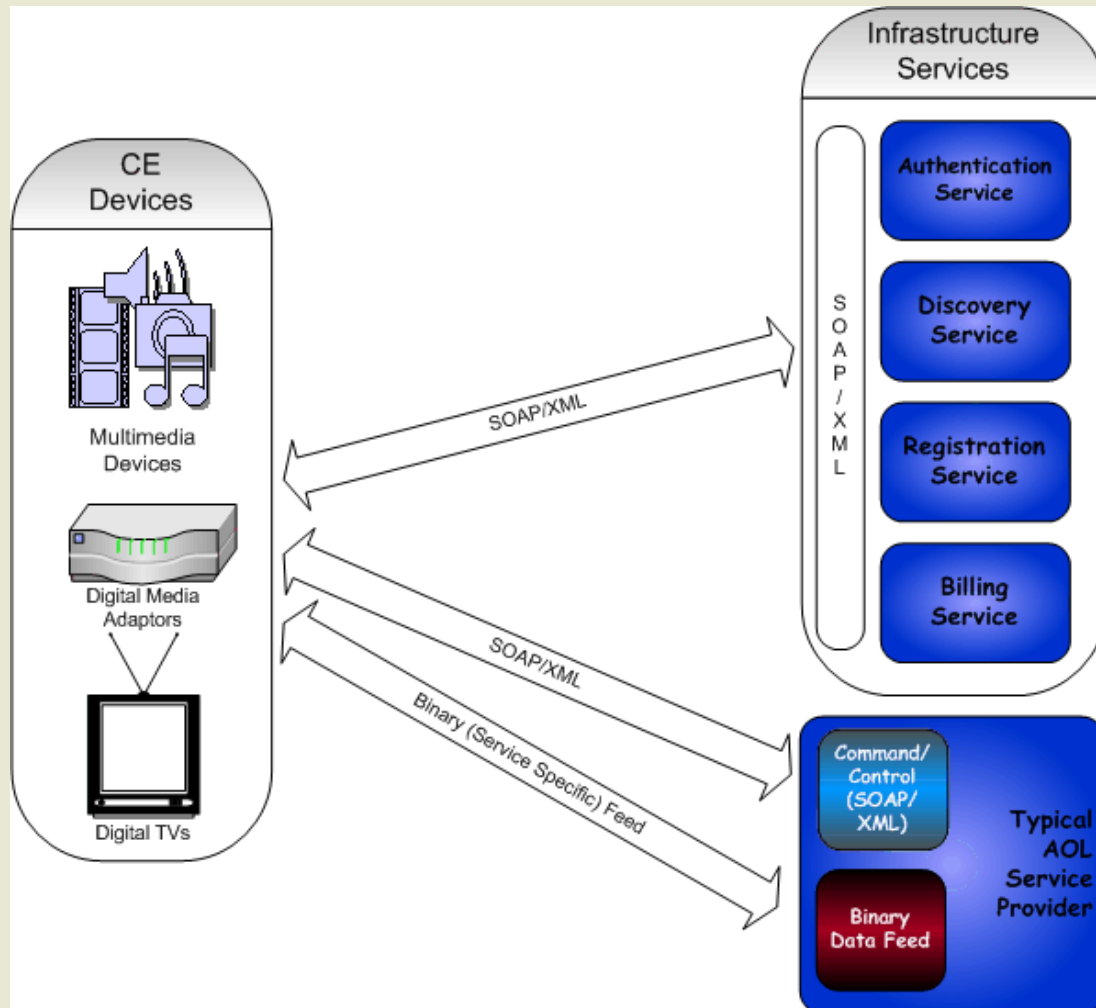 Infrastructure
Services
CE
Devices
Multimedia
Devices
Digital Media
Adaptors
Digital TVs
SOAP/XML
SOAP/XML
Binary (Service Specific) Feed
SOAP/XML
Authentication
Service
Discovery
Service
Registration
Service
Billing
Service
Command/
Control
(SOAP/
XML)
Binary
Data Feed
Typical
AOL
Service
Provider